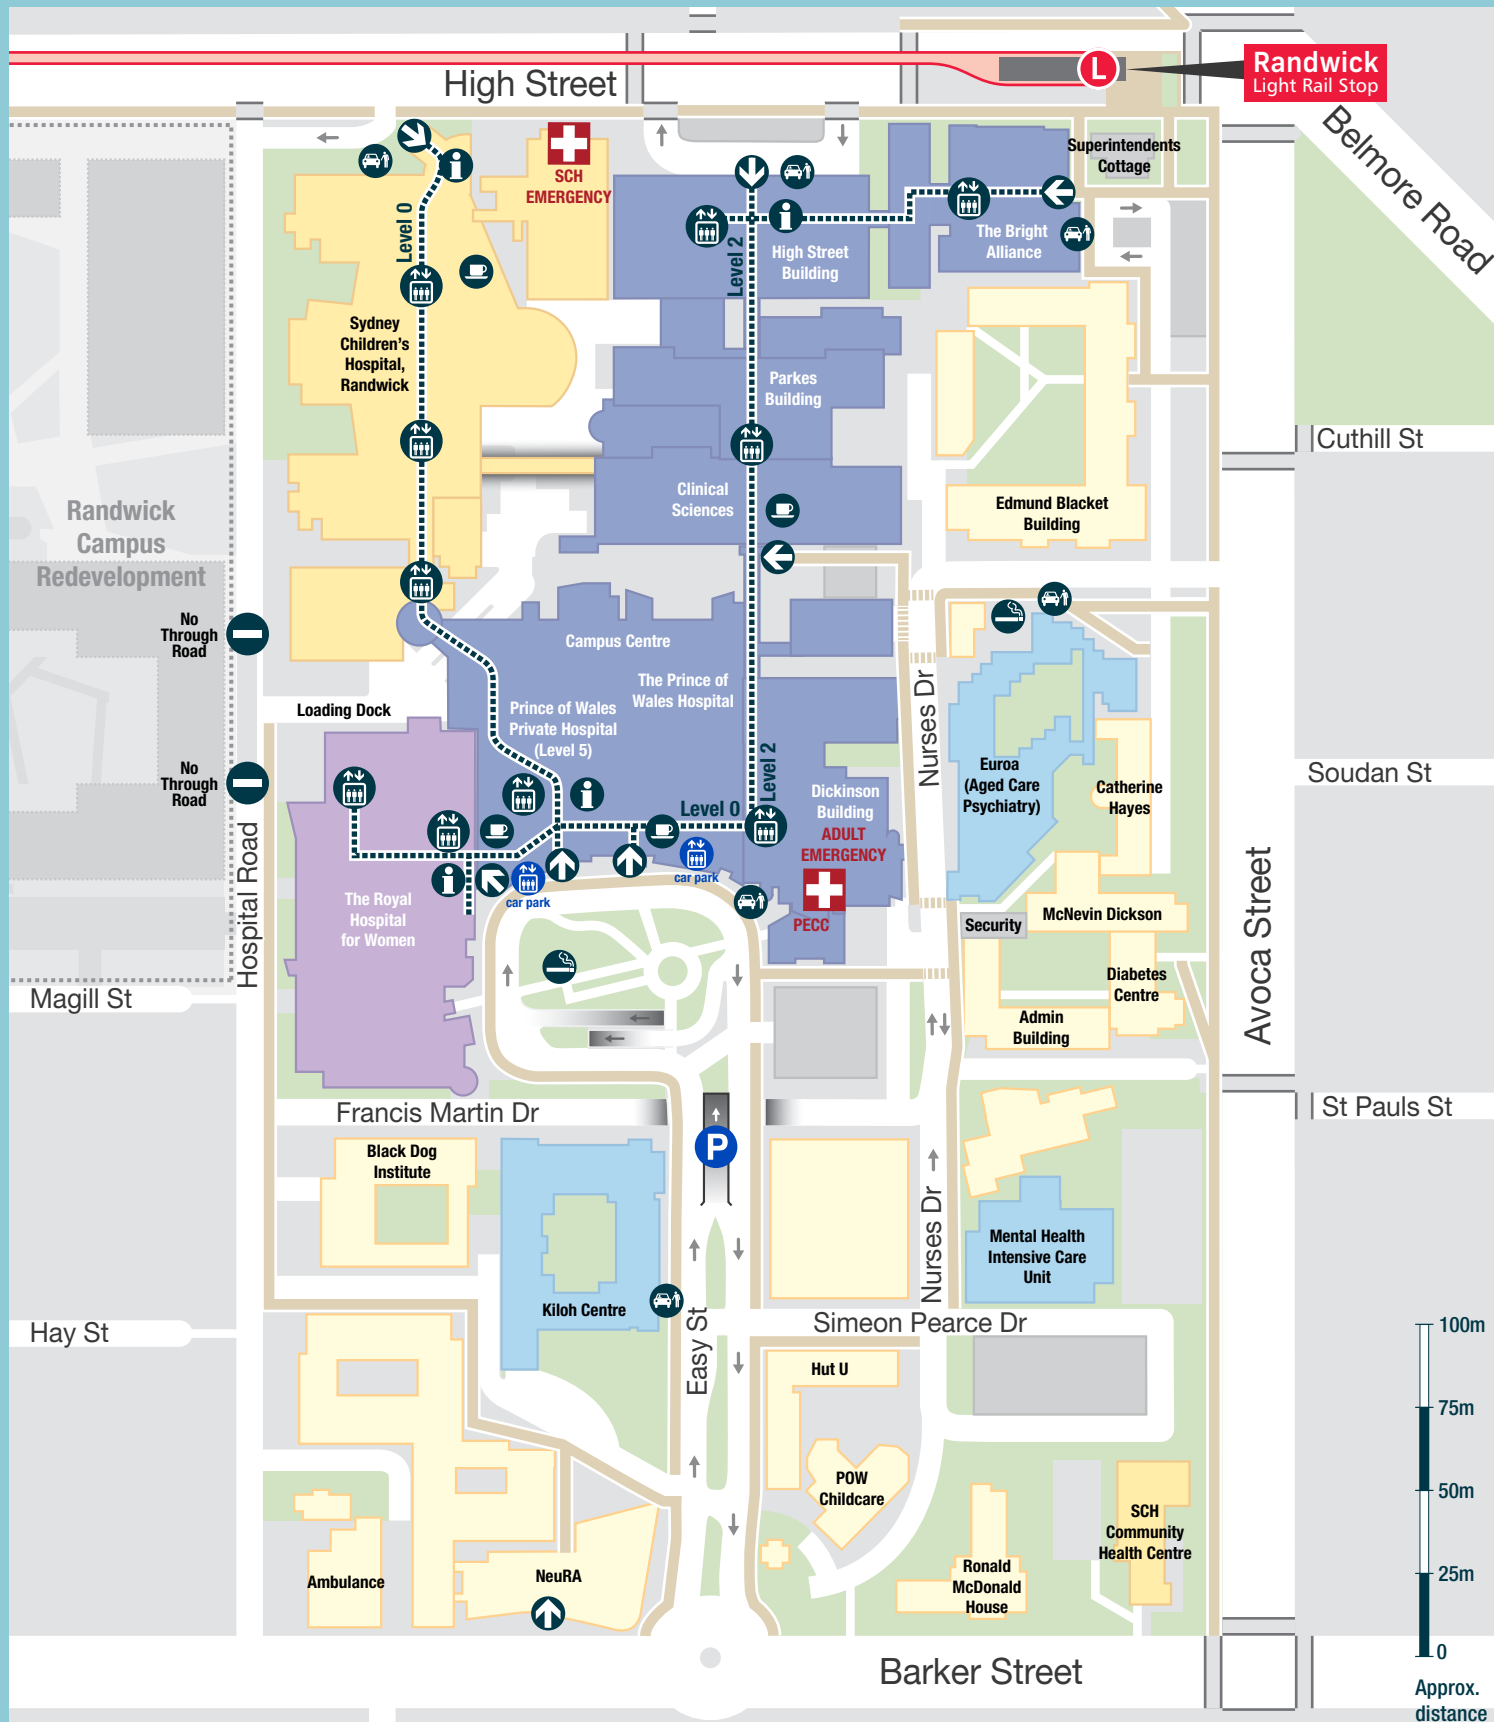 High Street
L
Randwick
Light Rail Stop
Belmore Road
Superintendents
Cottage
SCH
EMERGENCY
i
i
Level 0
Level 2
High Street
Building
The Bright
Alliance
Sydney
Children's
Hospital,
Randwick
Parkes
Building
Cuthill St
Clinical
Sciences
Edmund Blacket
Building
Randwick
Campus
Redevelopment
No
Through
Road
Campus Centre
The Prince of
Wales Hospital
Prince of Wales
Private Hospital
(Level 5)
Loading Dock
Nurses Dr
No
Through
Road
Level 2
Level 0
i
Dickinson
Building
ADULT
EMERGENCY
PECC
Euroa
(Aged Care
Psychiatry)
Catherine
Hayes
Soudan St
Hospital Road
i
car park
car park
The Royal
Hospital
for Women
McNevin Dickson
Security
Diabetes
Centre
Admin
Building
Avoca Street
Magill St
Francis Martin Dr
P
St Pauls St
Black Dog
Institute
Nurses Dr
Mental Health
Intensive Care
Unit
Kiloh Centre
Hay St
Easy St
Simeon Pearce Dr
Hut U
POW
Childcare
SCH
Community
Health Centre
Ronald
McDonald
House
Ambulance
NeuRA
Barker Street
100m
75m
50m
25m
0
Approx.
distance